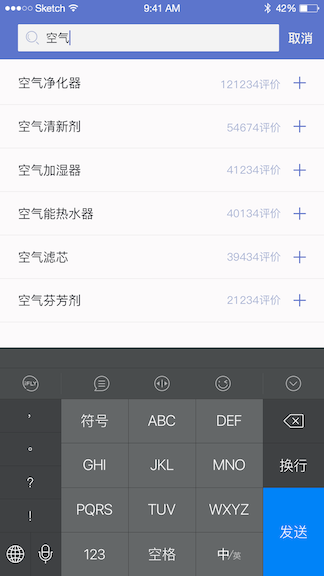 Sketch 9:41 AM 42%
空气 取消
空气净化器 121234评价
空气清新剂 54674评价
空气加湿器 41234评价
空气能热水器 40134评价
空气滤芯 39434评价
空气芬芳剂 21234评价
iFLY
， 符号 ABC DEF
。 GHI JKL MNO 换行
? PQRS TUV WXYZ
! 发送
123 空格 中/英